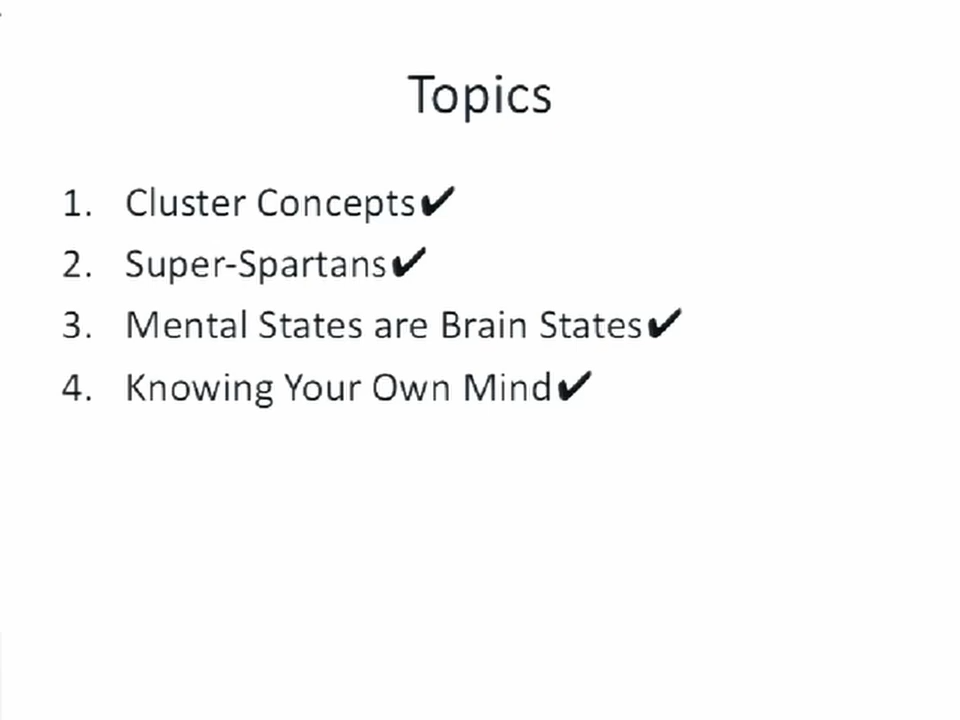 Topics
1. Cluster Concepts✔
2. Super-Spartans✔
3. Mental States are Brain States✔
4. Knowing Your Own Mind✔